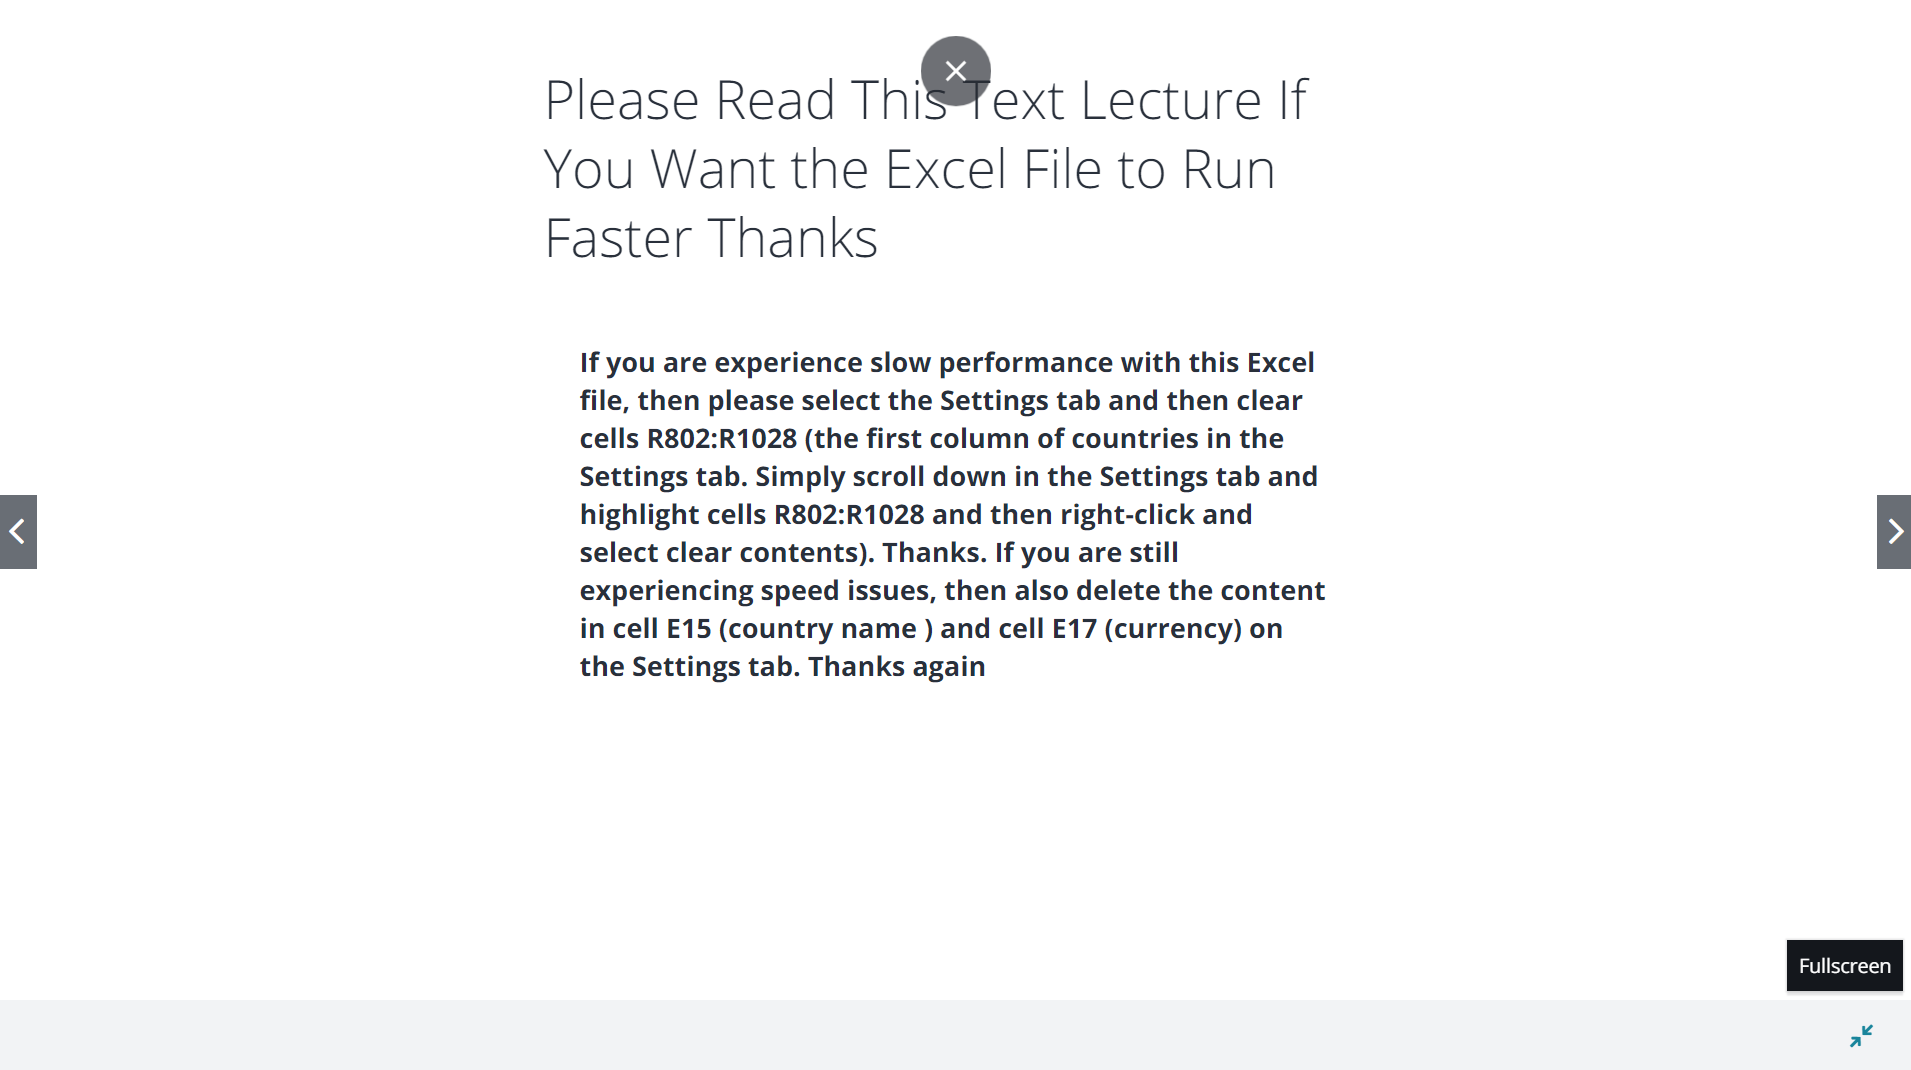 Please Read This Text Lecture If
You Want the Excel File to Run
Faster Thanks
If you are experience slow performance with this Excel
file, then please select the Settings tab and then clear
cells R802:R1028 (the first column of countries in the
Settings tab. Simply scroll down in the Settings tab and
highlight cells R802:R1028 and then right-click and
select clear contents). Thanks. If you are still
experiencing speed issues, then also delete the content
in cell E15 (country name ) and cell E17 (currency) on
the Settings tab. Thanks again
Fullscreen